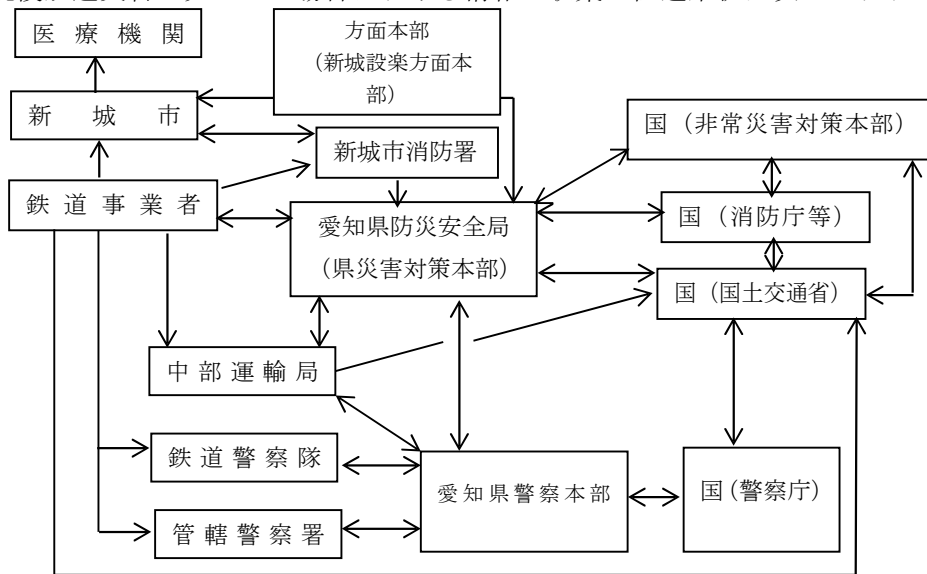 医療機関
方面本部
（新城設楽方面本
部）
新城市
国（非常災害対策本部）
新城市消防署
鉄道事業者
愛知県防災安全局
（県災害対策本部）
国（消防庁等）
国（国土交通省）
中部運輸局
鉄道警察隊
愛知県警察本部
国（警察庁）
管轄警察署